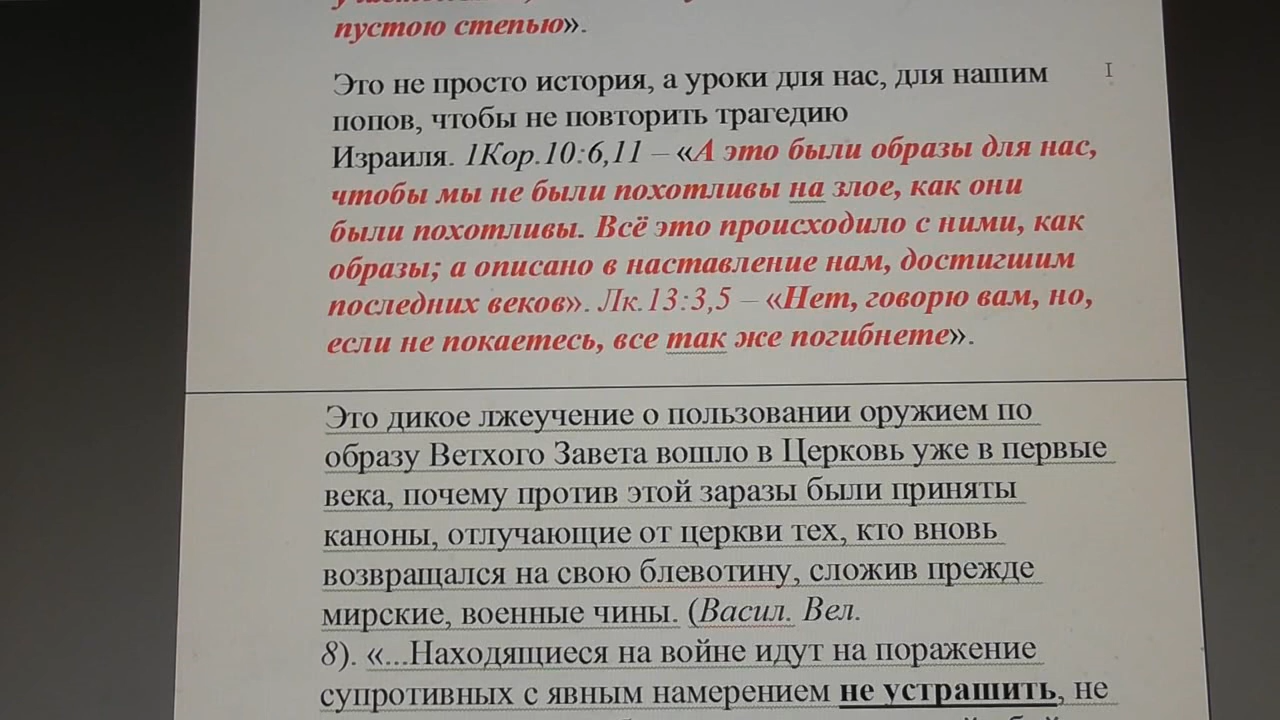 пустою степью».
Это не просто история, а уроки для нас, для нашим
попов, чтобы не повторить трагедию
Израиля. 1Кор.10:6,11 – «А это были образы для нас,
чтобы мы не были похотливы на злое, как они
были похотливы. Всё это происходило с ними, как
образы; а описано в наставление нам, достигшим
последних веков». Лк.13:3,5 – «Нет, говорю вам, но,
если не покаетесь, все так же погибнете».
Это дикое лжеучение о пользовании оружием по
образу Ветхого Завета вошло в Церковь уже в первые
века, почему против этой заразы были приняты
каноны, отлучающие от церкви тех, кто вновь
возвращался на свою блевотину, сложив прежде
мирские, военные чины. (Васил. Вел.
8). «...Находящиеся на войне идут на поражение
супротивных с явным намерением не устрашить, не